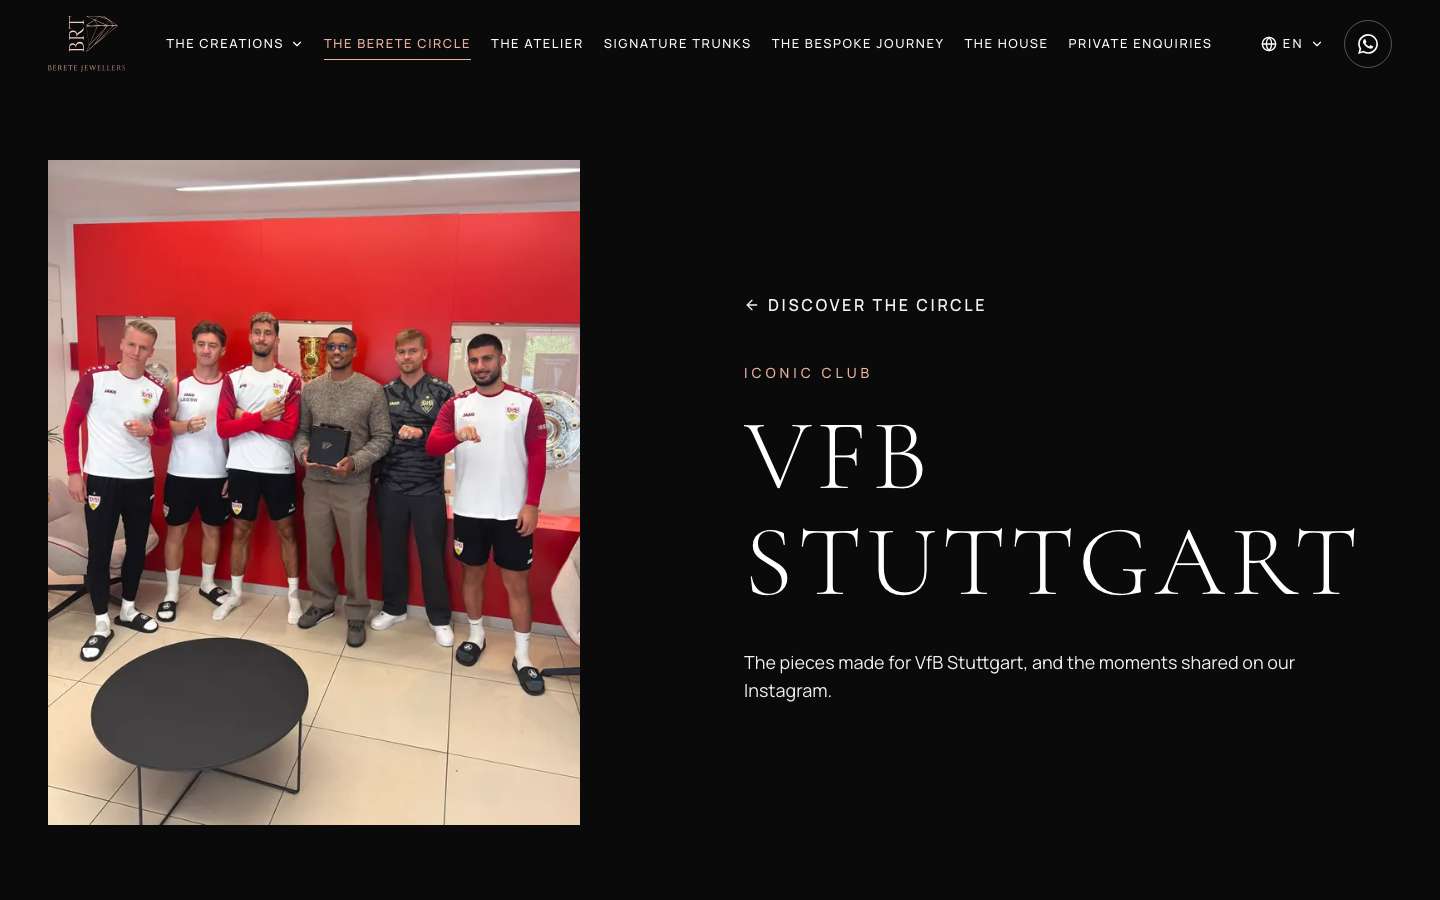 BRT
BERETE JEWELLERS
THE CREATIONS
THE BERETE CIRCLE
THE ATELIER
SIGNATURE TRUNKS
THE BESPOKE JOURNEY
THE HOUSE
PRIVATE ENQUIRIES
EN
DISCOVER THE CIRCLE
ICONIC CLUB
VFB
STUTTGART
The pieces made for VfB Stuttgart, and the moments shared on our
Instagram.